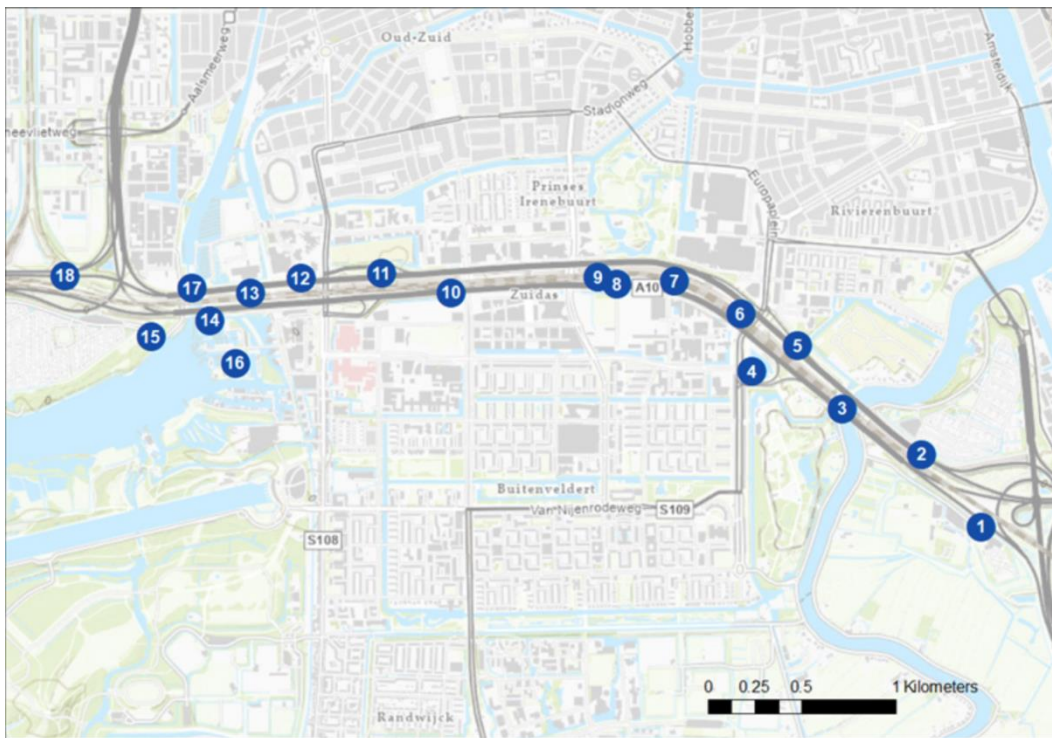 Oud-Zuid
Hobbe
Aalsmeerweg
Amsteldijk
Stadionweg
neevlietweg
Prinses
Irenebuurt
Europaplein
Rivierenbuurt
18
17
13
12
11
10
9
8
A10
7
Zuidas
14
15
16
6
5
4
3
2
1
Buitenveldert
Van Nijenrodeweg
S109
S108
0 0.25 0.5 1 Kilometers
Randwijck